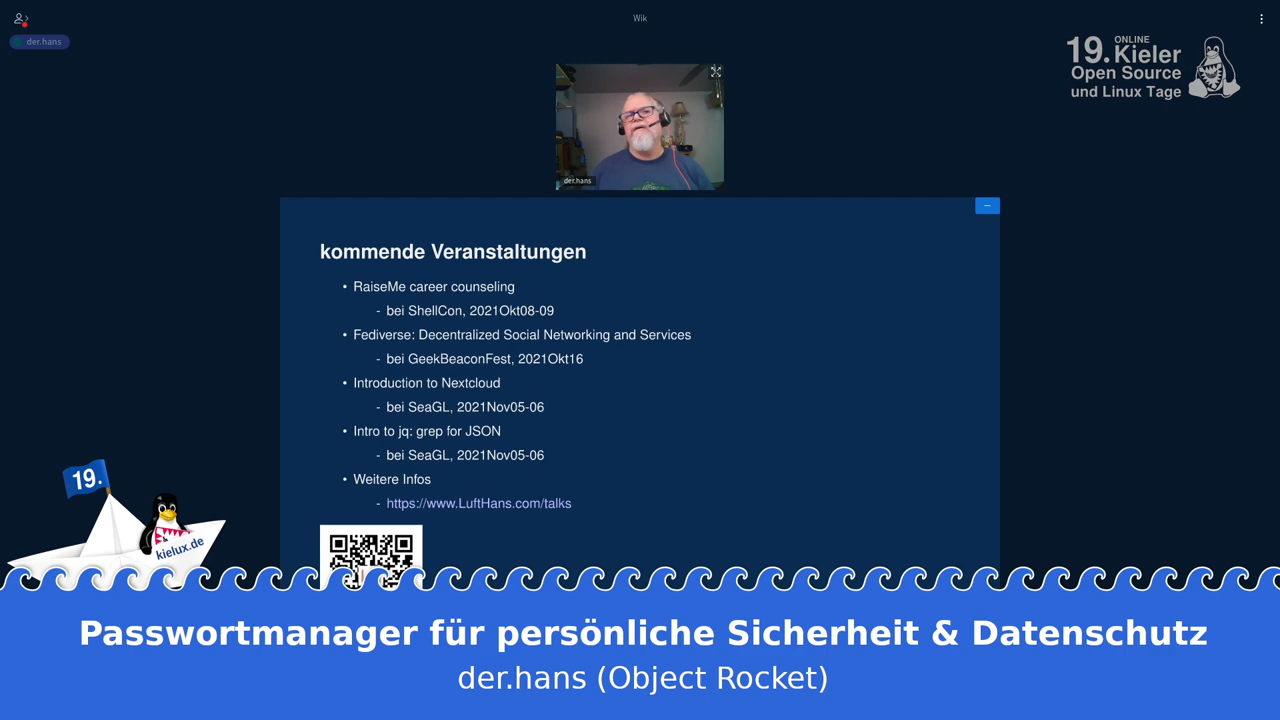 Wik
der.hans
19.
ONLINE
Kieler
Open Source
und Linux Tage
der.hans
kommende Veranstaltungen
• RaiseMe career counseling
- bei ShellCon, 2021Okt08-09
• Fediverse: Decentralized Social Networking and Services
- bei GeekBeaconFest, 2021Okt16
• Introduction to Nextcloud
- bei SeaGL, 2021Nov05-06
• Intro to jq: grep for JSON
- bei SeaGL, 2021Nov05-06
• Weitere Infos
- https://www.LuftHans.com/talks
19.
kielux.de
Passwortmanager für persönliche Sicherheit & Datenschutz
der.hans (Object Rocket)